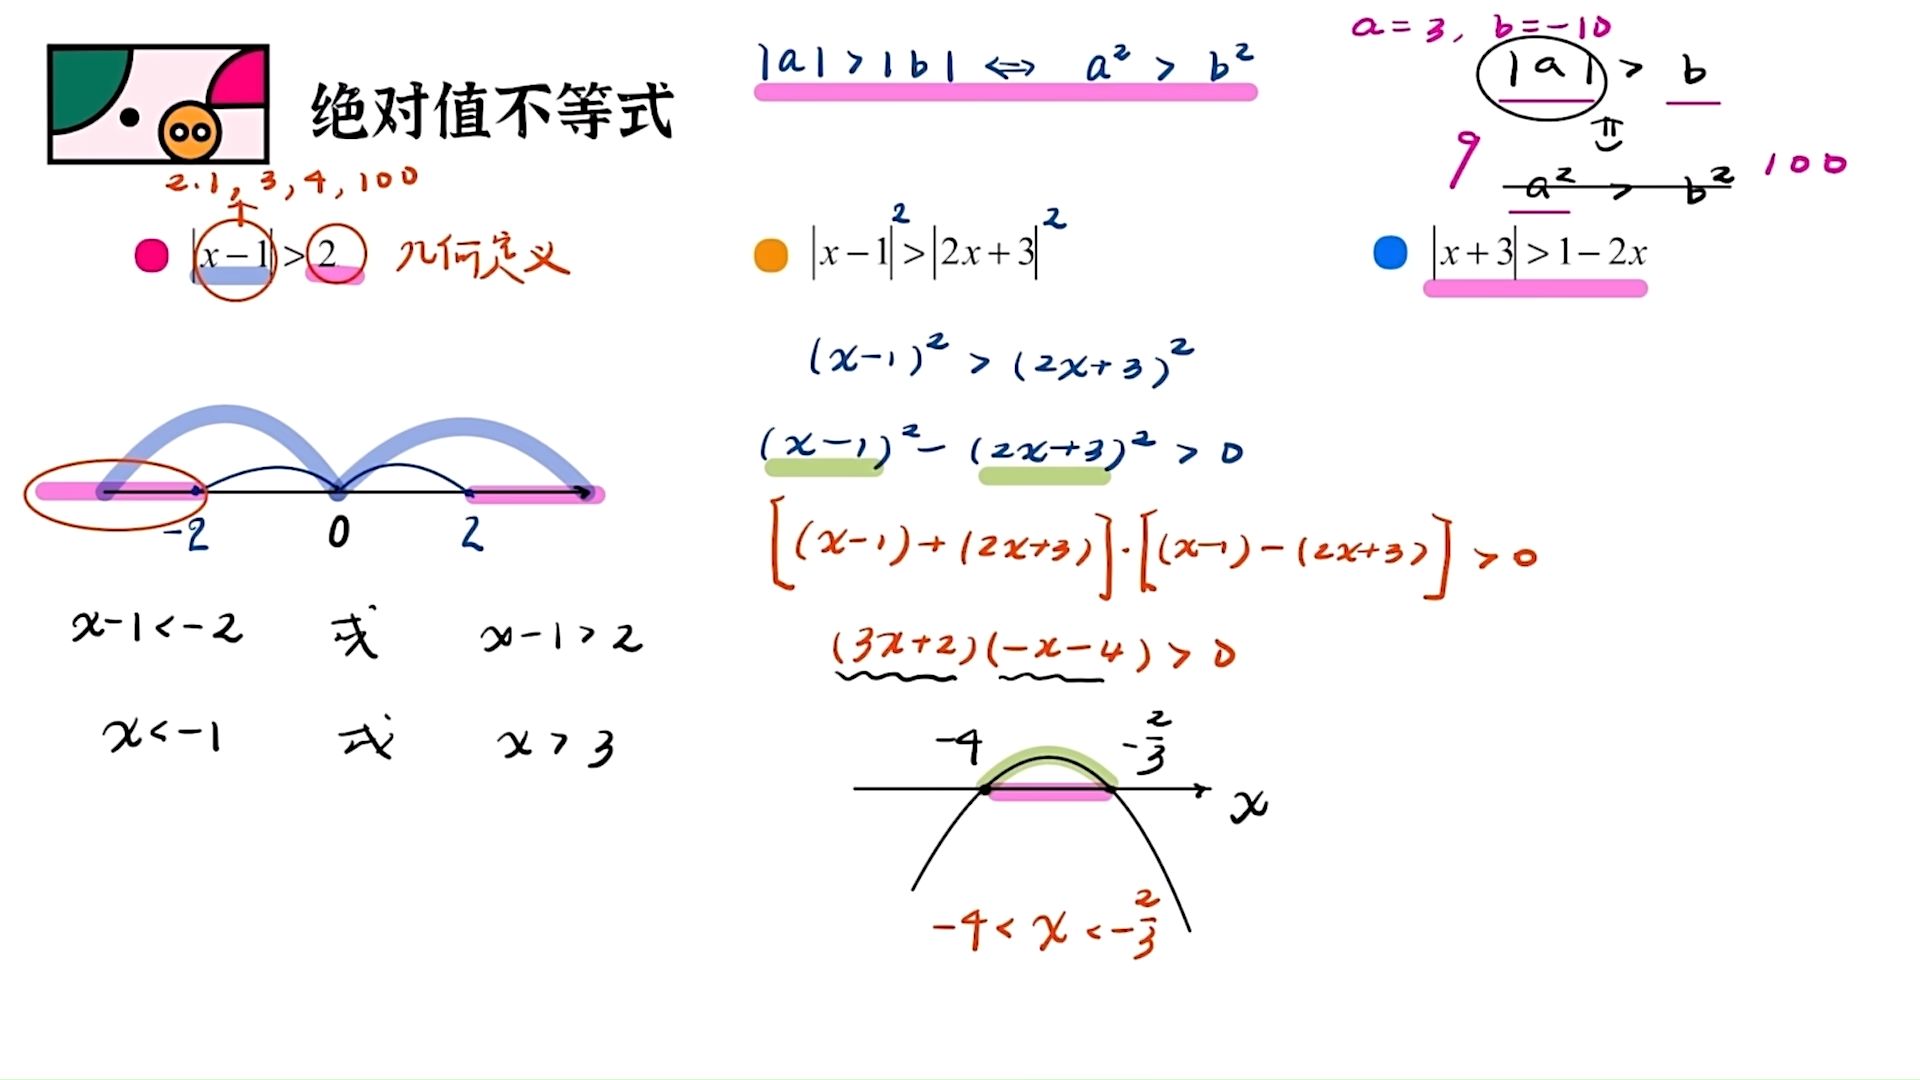 绝对值不等式
2.1, 3, 4, 100
|x-1|>2 几何定义
-2 0 2
x-1<-2 或 x-1>2
x<-1 或 x>3
|a|>|b| ⇔ a²>b²
|x-1|²>|2x+3|²
(x-1)²>(2x+3)²
(x-1)²-(2x+3)²>0
[(x-1)+(2x+3)]·[(x-1)-(2x+3)]>0
(3x+2)(-x-4)>0
-4 -2/3
x
-4<x<-2/3
a=3, b=-10
|a|>b
9 a²>b² 100
|x+3|>1-2x